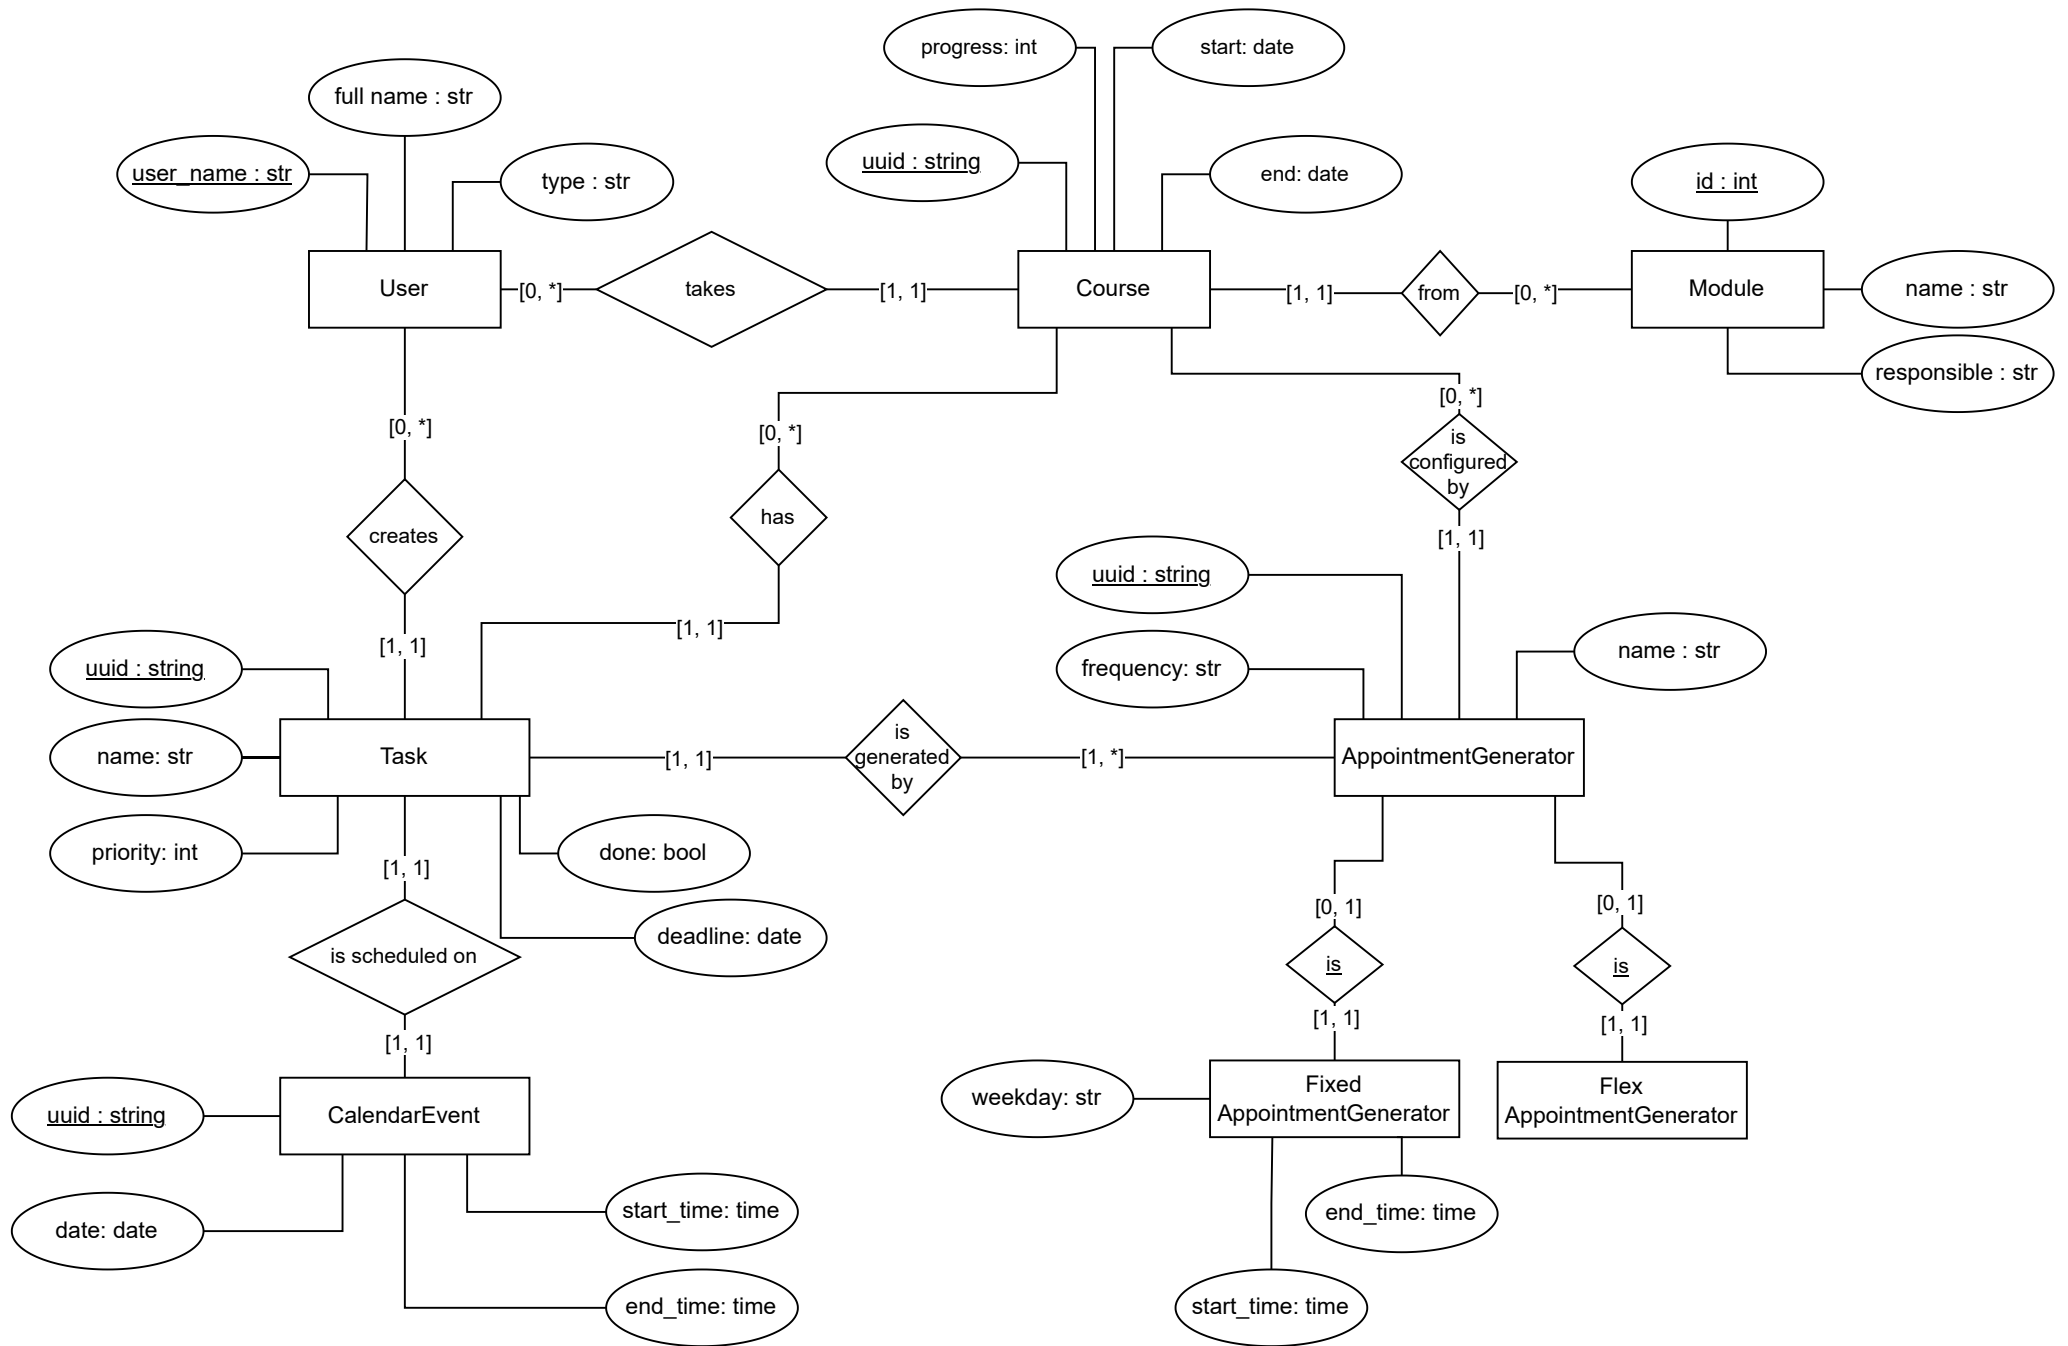 progress: int
start: date
full name : str
user_name : str
type : str
uuid : string
end: date
id : int
User
[0, *]
takes
[1, 1]
Course
[1, 1]
from
[0, *]
Module
name : str
responsible : str
[0, *]
[0, *]
[0, *]
is
configured
by
creates
has
[1, 1]
uuid : string
[1, 1]
[1, 1]
uuid : string
frequency: str
name : str
name: str
Task
[1, 1]
is
generated
by
[1, *]
AppointmentGenerator
priority: int
[1, 1]
done: bool
deadline: date
is scheduled on
[0, 1]
[0, 1]
is
is
[1, 1]
[1, 1]
[1, 1]
uuid : string
CalendarEvent
weekday: str
Fixed
AppointmentGenerator
Flex
AppointmentGenerator
date: date
start_time: time
end_time: time
end_time: time
start_time: time